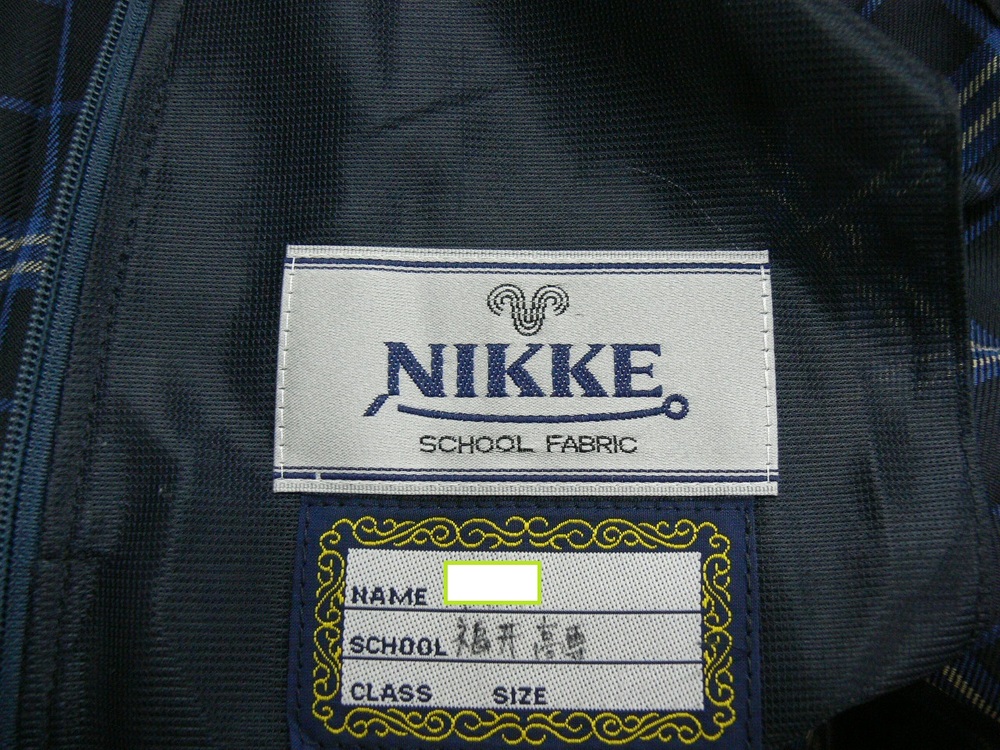 NIKKE
SCHOOL FABRIC
NAME
SCHOOL 福井高専
CLASS SIZE